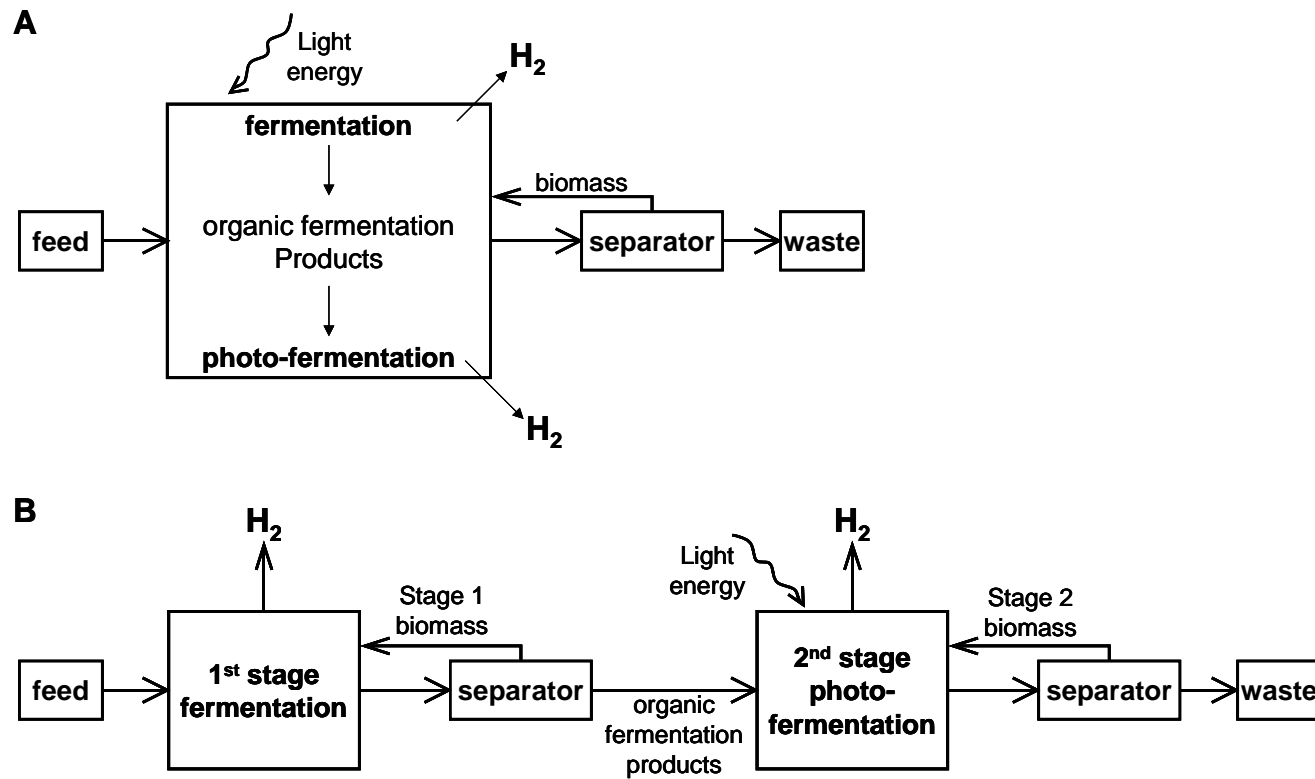 A
Light
energy
H₂
fermentation
biomass
feed
organic fermentation
Products
separator
waste
photo-fermentation
H₂
B
H₂
H₂
Light
energy
Stage 1
biomass
Stage 2
biomass
feed
1st stage
fermentation
separator
organic
fermentation
products
2nd stage
photo-
fermentation
separator
waste